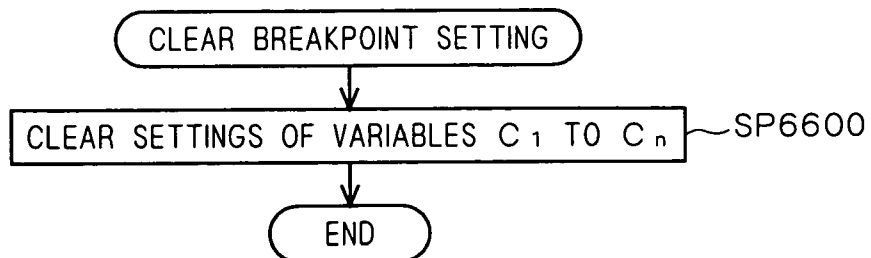 CLEAR BREAKPOINT SETTING
CLEAR SETTINGS OF VARIABLES C₁ TO Cₙ SP6600
END